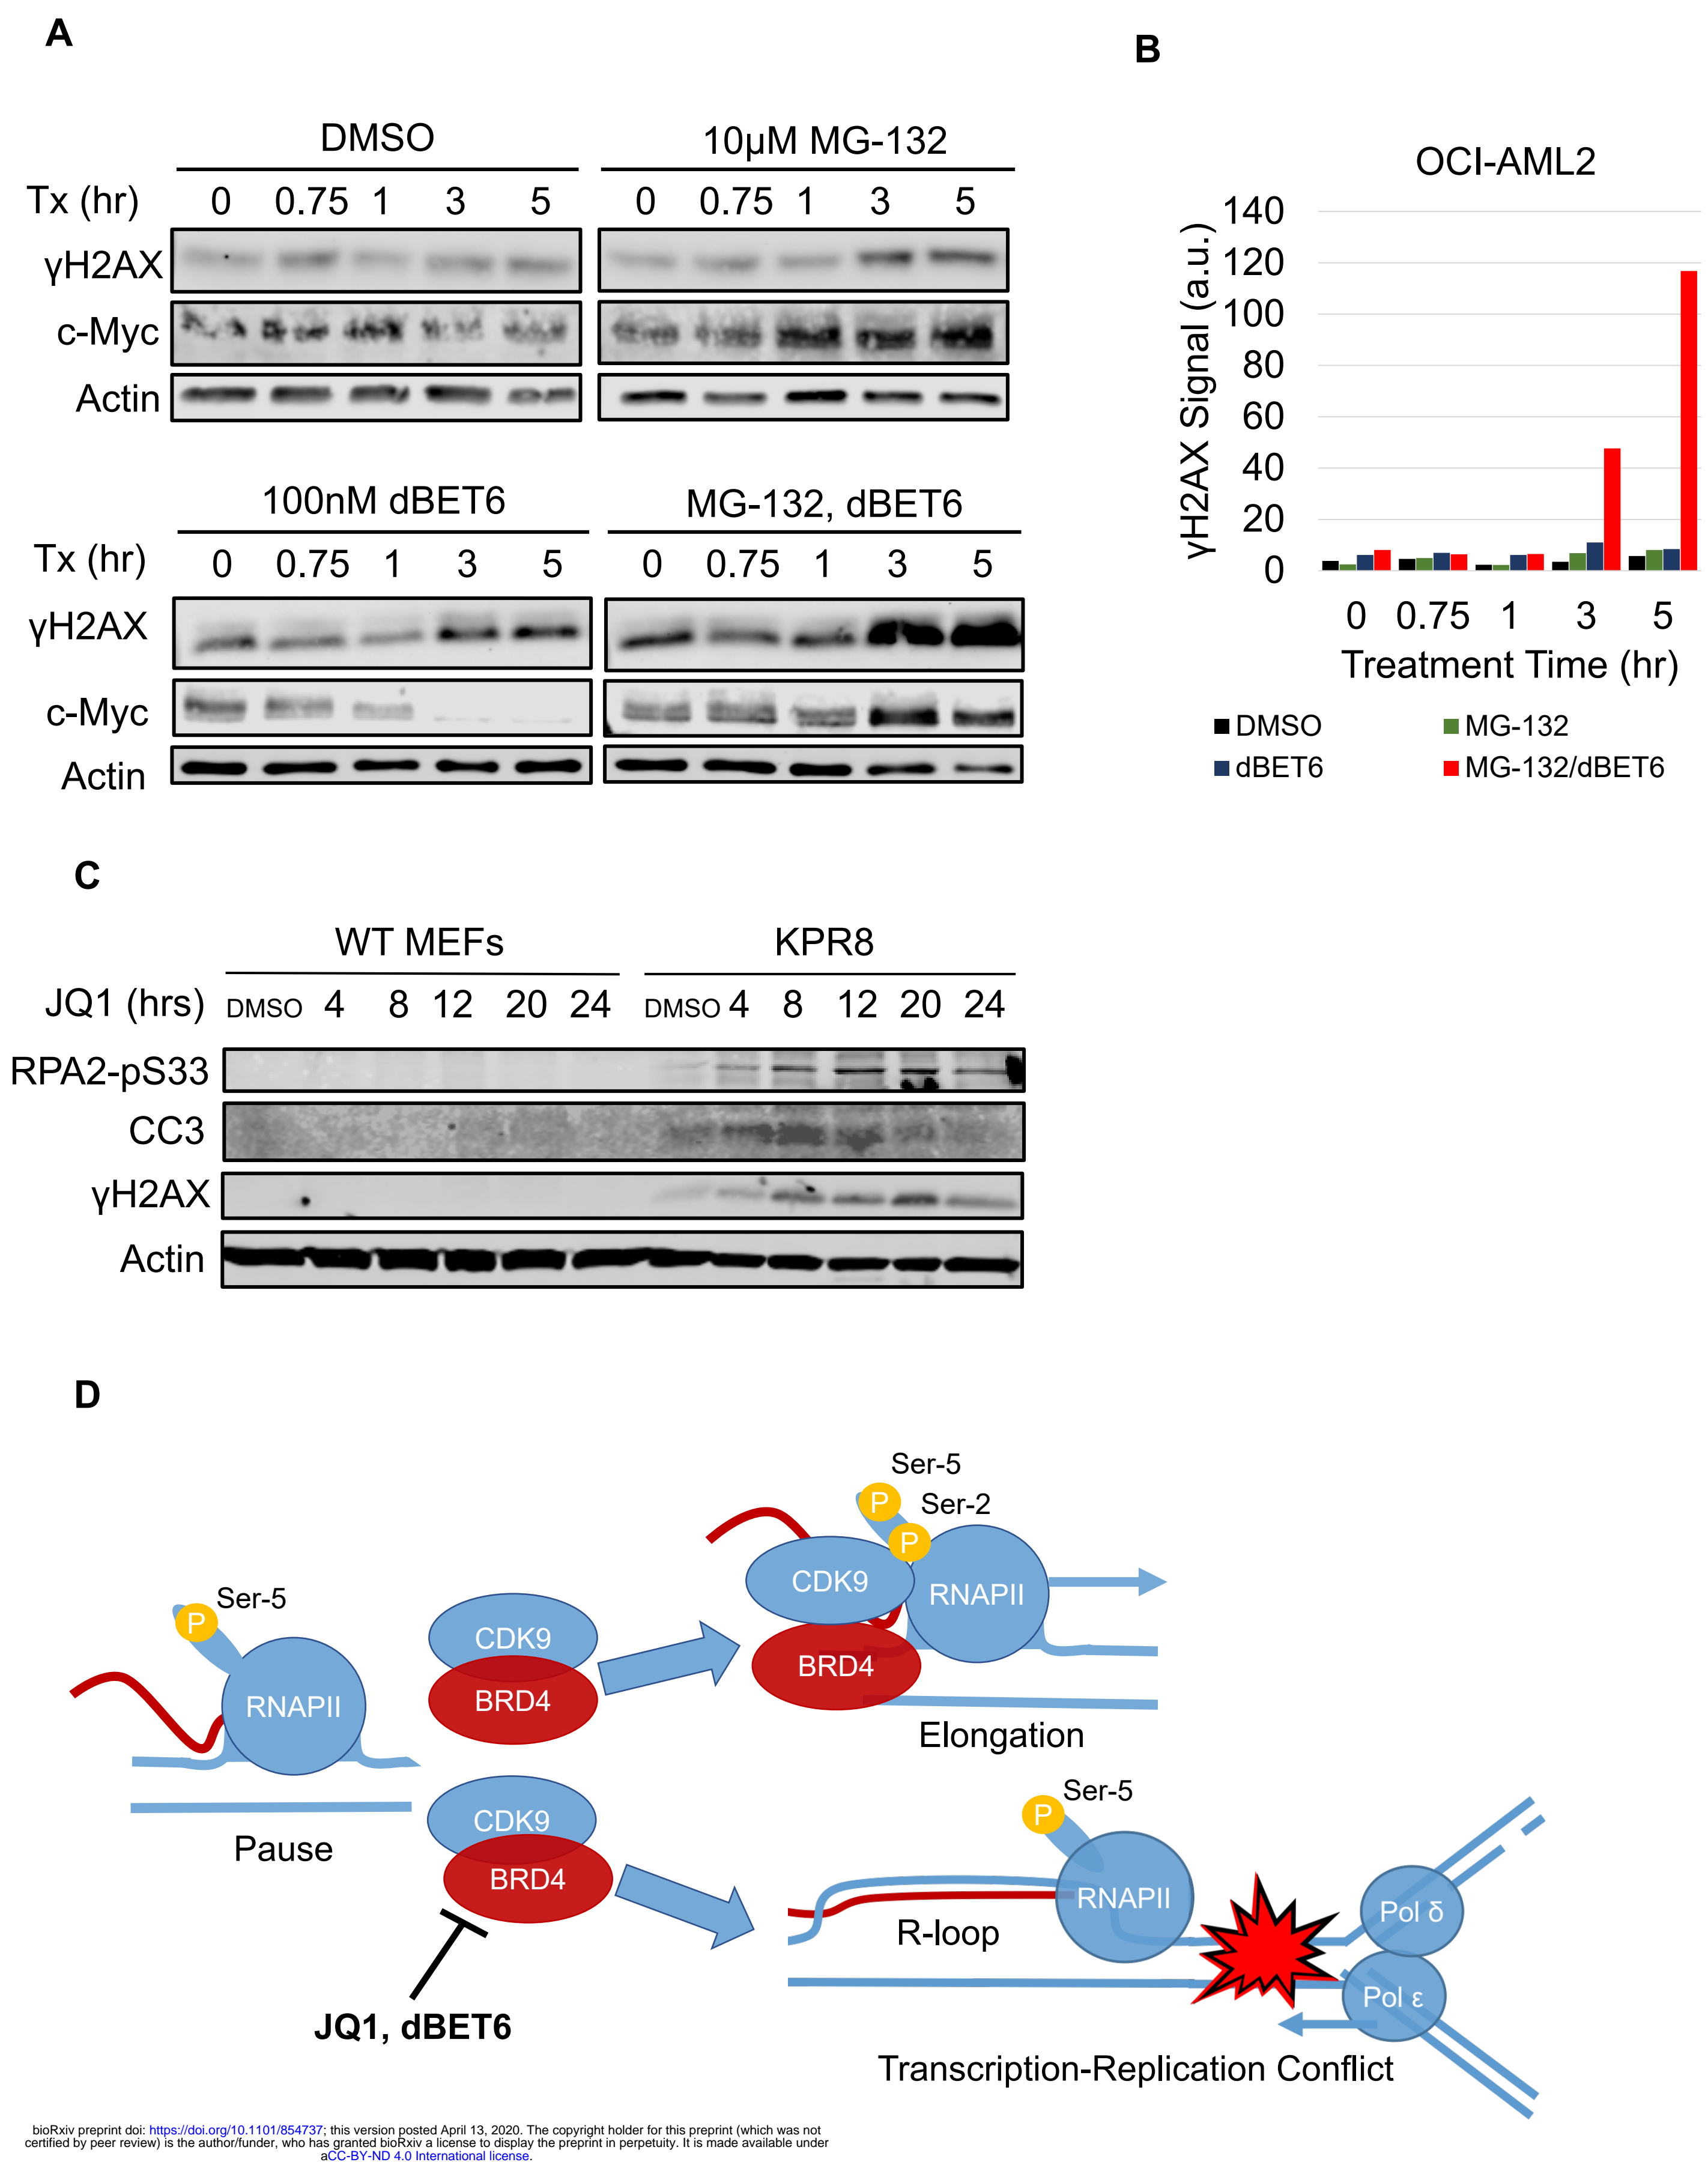 A
DMSO
10µM MG-132
Tx (hr) 0 0.75 1 3 5 0 0.75 1 3 5
γH2AX
c-Myc
Actin
100nM dBET6
MG-132, dBET6
Tx (hr) 0 0.75 1 3 5 0 0.75 1 3 5
γH2AX
c-Myc
Actin
B
OCI-AML2
γH2AX Signal (a.u.)
140
120
100
80
60
40
20
0
0 0.75 1 3 5
Treatment Time (hr)
DMSO MG-132
dBET6 MG-132/dBET6
C
WT MEFs KPR8
JQ1 (hrs) DMSO 4 8 12 20 24 DMSO 4 8 12 20 24
RPA2-pS33
CC3
γH2AX
Actin
D
Ser-5
P
RNAPII
Pause
CDK9
BRD4
Ser-5
P
Ser-2
P
CDK9
RNAPII
BRD4
Elongation
CDK9
BRD4
JQ1, dBET6
Ser-5
P
RNAPII
R-loop
Pol δ
Pol ε
Transcription-Replication Conflict
bioRxiv preprint doi: https://doi.org/10.1101/854737; this version posted April 13, 2020. The copyright holder for this preprint (which was not
certified by peer review) is the author/funder, who has granted bioRxiv a license to display the preprint in perpetuity. It is made available under
aCC-BY-ND 4.0 International license.